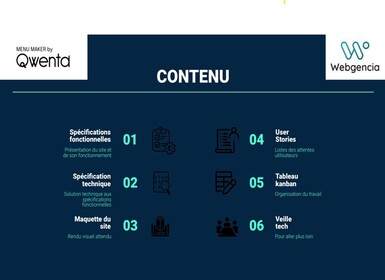 MENU MAKER by
Qwenta
Webgencia
CONTENU
Spécifications
fonctionnelles
01
Présentation du site et
de son fonctionnement
Spécification
technique
02
Solution technique aux
spécifications
fonctionnelles
Maquette du
site
03
Rendu visuel attendu
04
User
Stories
Listes des attentes
utilisateurs
05
Tableau
kanban
Organisation du travail
06
Veille
tech
Pour aller plus loin